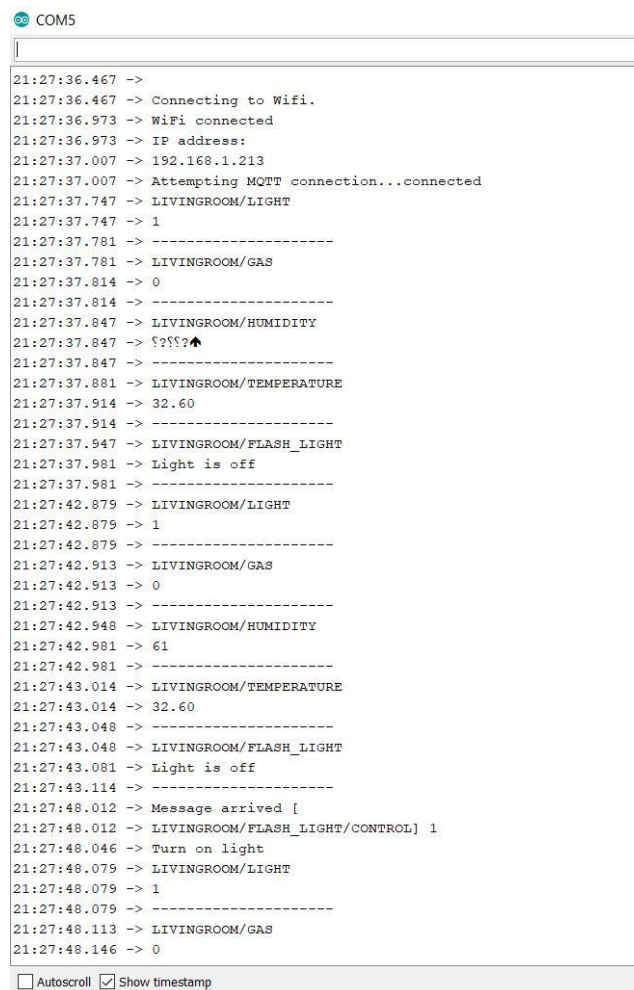 COM5
21:27:36.467 ->
21:27:36.467 -> Connecting to Wifi.
21:27:36.973 -> WiFi connected
21:27:36.973 -> IP address:
21:27:37.007 -> 192.168.1.213
21:27:37.007 -> Attempting MQTT connection...connected
21:27:37.747 -> LIVINGROOM/LIGHT
21:27:37.747 -> 1
21:27:37.781 -> ---------------------
21:27:37.781 -> LIVINGROOM/GAS
21:27:37.814 -> 0
21:27:37.814 -> ---------------------
21:27:37.847 -> LIVINGROOM/HUMIDITY
21:27:37.847 -> ⸮?⸮⸮?🡹
21:27:37.847 -> ---------------------
21:27:37.881 -> LIVINGROOM/TEMPERATURE
21:27:37.914 -> 32.60
21:27:37.914 -> ---------------------
21:27:37.947 -> LIVINGROOM/FLASH_LIGHT
21:27:37.981 -> Light is off
21:27:37.981 -> ---------------------
21:27:42.879 -> LIVINGROOM/LIGHT
21:27:42.879 -> 1
21:27:42.879 -> ---------------------
21:27:42.913 -> LIVINGROOM/GAS
21:27:42.913 -> 0
21:27:42.913 -> ---------------------
21:27:42.948 -> LIVINGROOM/HUMIDITY
21:27:42.981 -> 61
21:27:42.981 -> ---------------------
21:27:43.014 -> LIVINGROOM/TEMPERATURE
21:27:43.014 -> 32.60
21:27:43.048 -> ---------------------
21:27:43.048 -> LIVINGROOM/FLASH_LIGHT
21:27:43.081 -> Light is off
21:27:43.114 -> ---------------------
21:27:48.012 -> Message arrived [
21:27:48.012 -> LIVINGROOM/FLASH_LIGHT/CONTROL] 1
21:27:48.046 -> Turn on light
21:27:48.079 -> LIVINGROOM/LIGHT
21:27:48.079 -> 1
21:27:48.079 -> ---------------------
21:27:48.113 -> LIVINGROOM/GAS
21:27:48.146 -> 0
Autoscroll Show timestamp